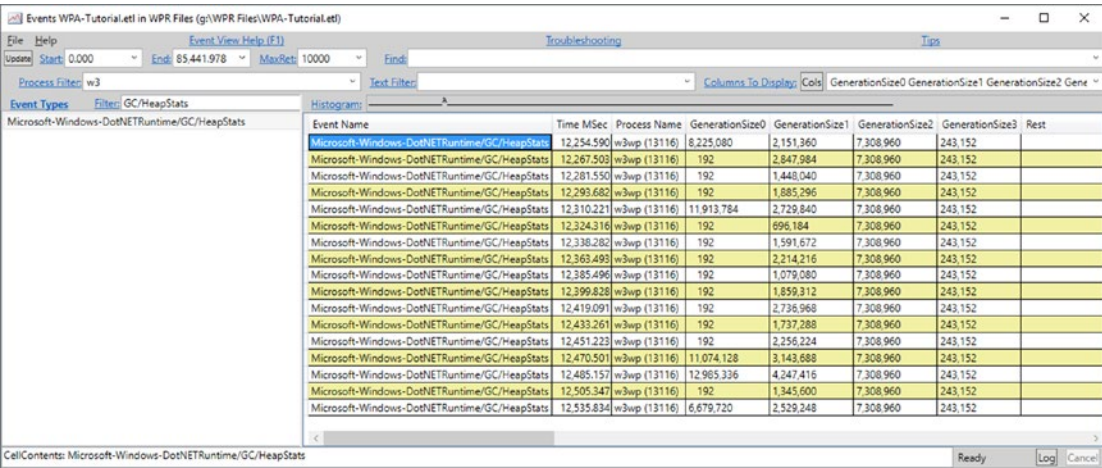 Events WPA-Tutorial.etl in WPR Files (g:\WPR Files\WPA-Tutorial.etl)
File Help Event View Help (F1) Troubleshooting Tips
Update Start: 0.000 End: 85,441.978 MaxRet: 10000 Find:
Process Filter: w3 Text Filter: Columns To Display: Cols GenerationSize0 GenerationSize1 GenerationSize2 Gene
Event Types Filter: GC/HeapStats Histogram: A
Microsoft-Windows-DotNETRuntime/GC/HeapStats
Event Name Time MSec Process Name GenerationSize0 GenerationSize1 GenerationSize2 GenerationSize3 Rest
Microsoft-Windows-DotNETRuntime/GC/HeapStats 12,254.590 w3wp (13116) 8,225,080 2,151,360 7,308,960 243,152
Microsoft-Windows-DotNETRuntime/GC/HeapStats 12,267.503 w3wp (13116) 192 2,847,984 7,308,960 243,152
Microsoft-Windows-DotNETRuntime/GC/HeapStats 12,281.550 w3wp (13116) 192 1,448,040 7,308,960 243,152
Microsoft-Windows-DotNETRuntime/GC/HeapStats 12,293.682 w3wp (13116) 192 1,885,296 7,308,960 243,152
Microsoft-Windows-DotNETRuntime/GC/HeapStats 12,310.221 w3wp (13116) 11,913,784 2,729,840 7,308,960 243,152
Microsoft-Windows-DotNETRuntime/GC/HeapStats 12,324.316 w3wp (13116) 192 696,184 7,308,960 243,152
Microsoft-Windows-DotNETRuntime/GC/HeapStats 12,338.282 w3wp (13116) 192 1,591,672 7,308,960 243,152
Microsoft-Windows-DotNETRuntime/GC/HeapStats 12,363.493 w3wp (13116) 192 2,214,216 7,308,960 243,152
Microsoft-Windows-DotNETRuntime/GC/HeapStats 12,385.496 w3wp (13116) 192 1,079,080 7,308,960 243,152
Microsoft-Windows-DotNETRuntime/GC/HeapStats 12,399.828 w3wp (13116) 192 1,859,312 7,308,960 243,152
Microsoft-Windows-DotNETRuntime/GC/HeapStats 12,419.091 w3wp (13116) 192 2,736,968 7,308,960 243,152
Microsoft-Windows-DotNETRuntime/GC/HeapStats 12,433.261 w3wp (13116) 192 1,737,288 7,308,960 243,152
Microsoft-Windows-DotNETRuntime/GC/HeapStats 12,451.223 w3wp (13116) 192 2,256,224 7,308,960 243,152
Microsoft-Windows-DotNETRuntime/GC/HeapStats 12,470.501 w3wp (13116) 11,074,128 3,143,688 7,308,960 243,152
Microsoft-Windows-DotNETRuntime/GC/HeapStats 12,485.157 w3wp (13116) 12,985,336 4,247,416 7,308,960 243,152
Microsoft-Windows-DotNETRuntime/GC/HeapStats 12,505.347 w3wp (13116) 192 1,345,600 7,308,960 243,152
Microsoft-Windows-DotNETRuntime/GC/HeapStats 12,535.834 w3wp (13116) 6,679,720 2,529,248 7,308,960 243,152
CellContents: Microsoft-Windows-DotNETRuntime/GC/HeapStats Ready Log Cancel